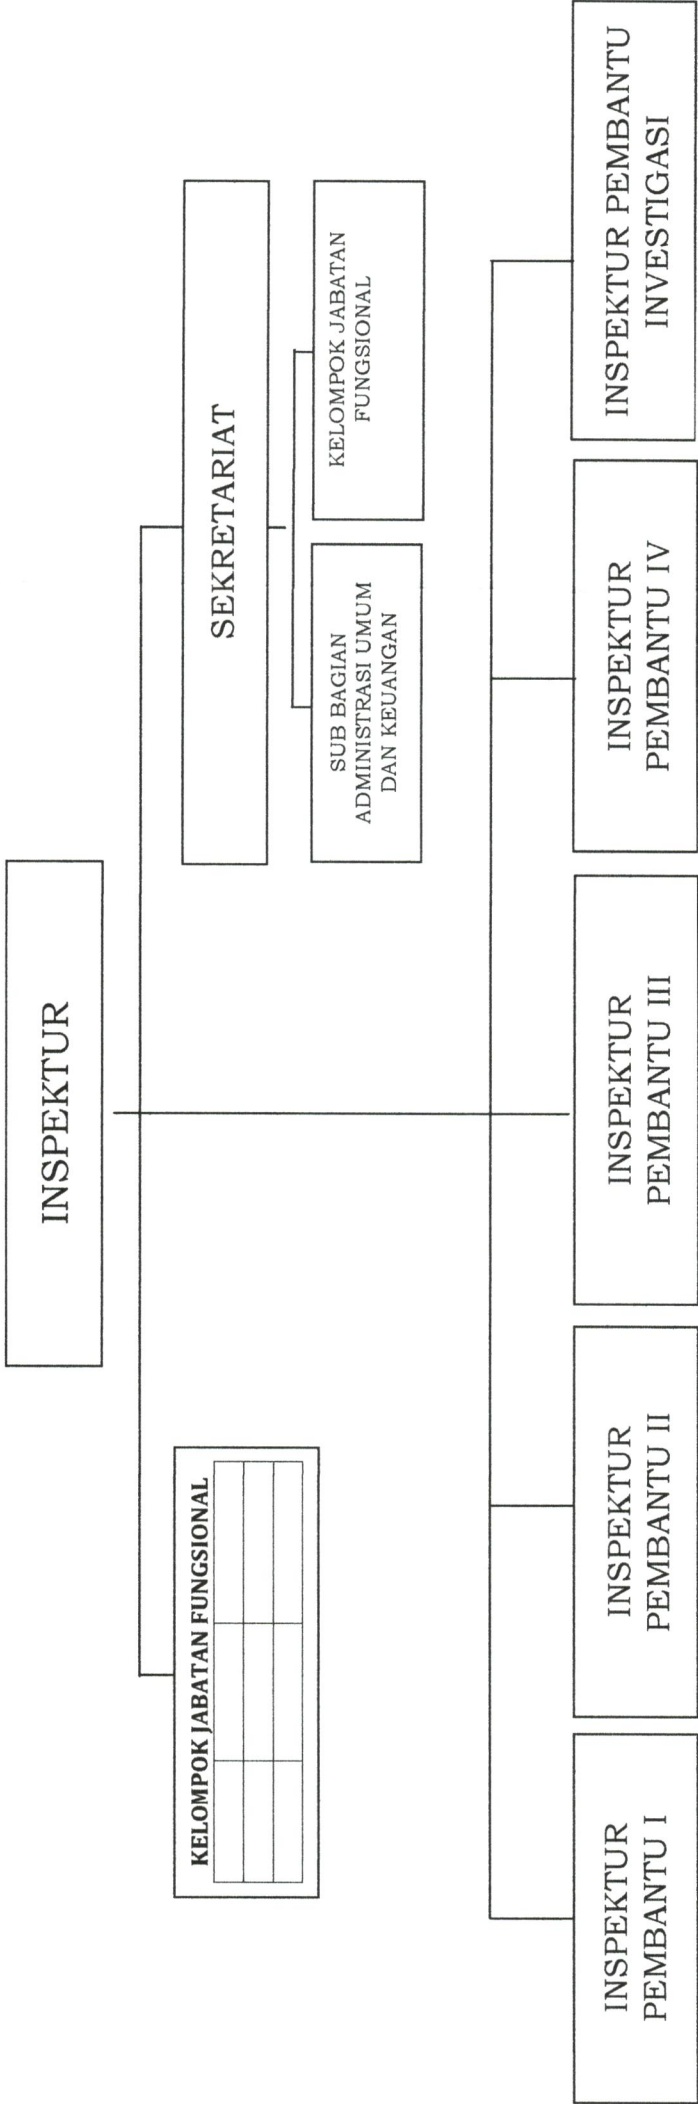 INSPEKTUR
KELOMPOK JABATAN FUNGSIONAL
SEKRETARIAT
SUB BAGIAN
ADMINISTRASI UMUM
DAN KEUANGAN
KELOMPOK JABATAN
FUNGSIONAL
INSPEKTUR
PEMBANTU I
INSPEKTUR
PEMBANTU II
INSPEKTUR
PEMBANTU III
INSPEKTUR
PEMBANTU IV
INSPEKTUR PEMBANTU
INVESTIGASI